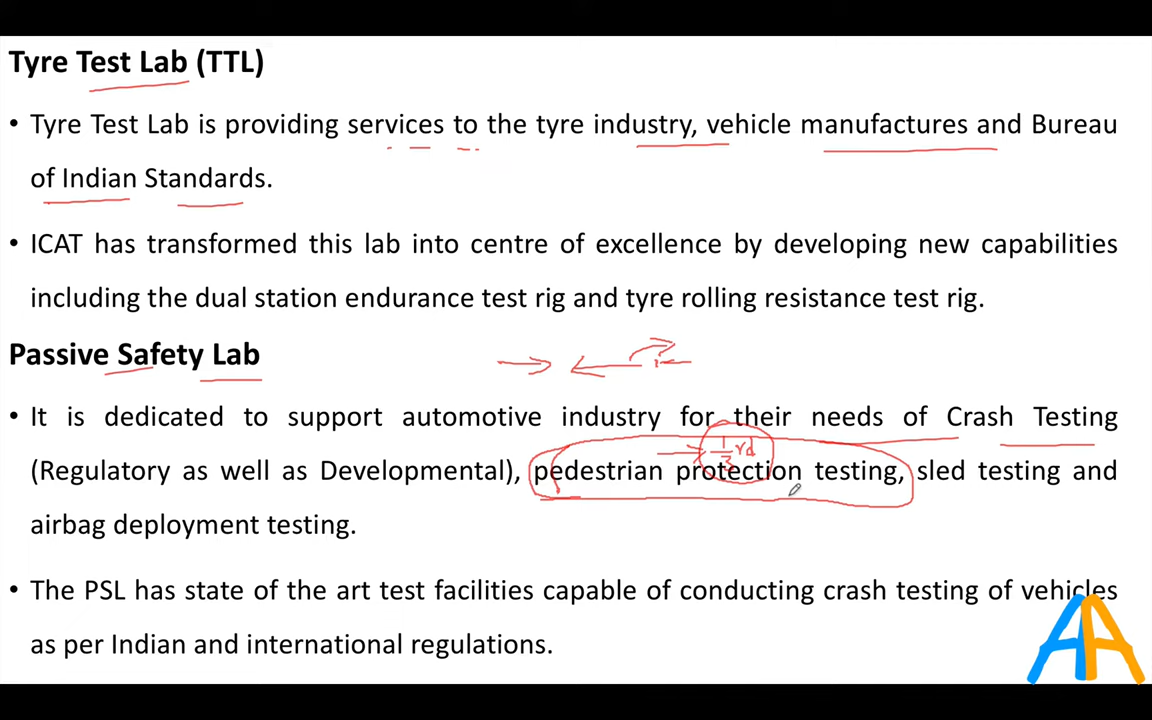 Tyre Test Lab (TTL)
• Tyre Test Lab is providing services to the tyre industry, vehicle manufactures and Bureau
of Indian Standards.
• ICAT has transformed this lab into centre of excellence by developing new capabilities
including the dual station endurance test rig and tyre rolling resistance test rig.
Passive Safety Lab
• It is dedicated to support automotive industry for their needs of Crash Testing
1/3 rd
(Regulatory as well as Developmental), pedestrian protection testing, sled testing and
airbag deployment testing.
• The PSL has state of the art test facilities capable of conducting crash testing of vehicles
as per Indian and international regulations.
AA